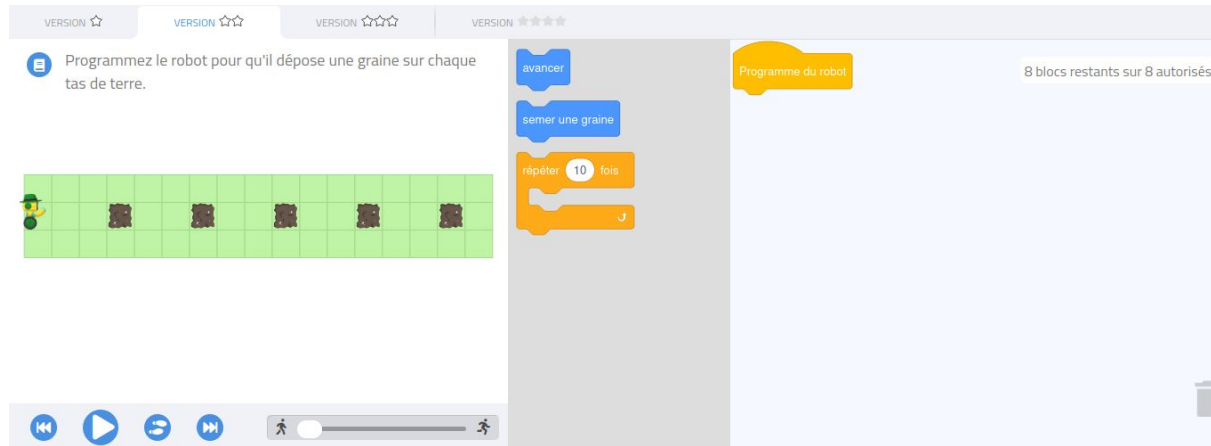 VERSION
VERSION
VERSION
VERSION
Programmez le robot pour qu'il dépose une graine sur chaque
tas de terre.
avancer
semer une graine
répéter 10 fois
Programme du robot
8 blocs restants sur 8 autorisés